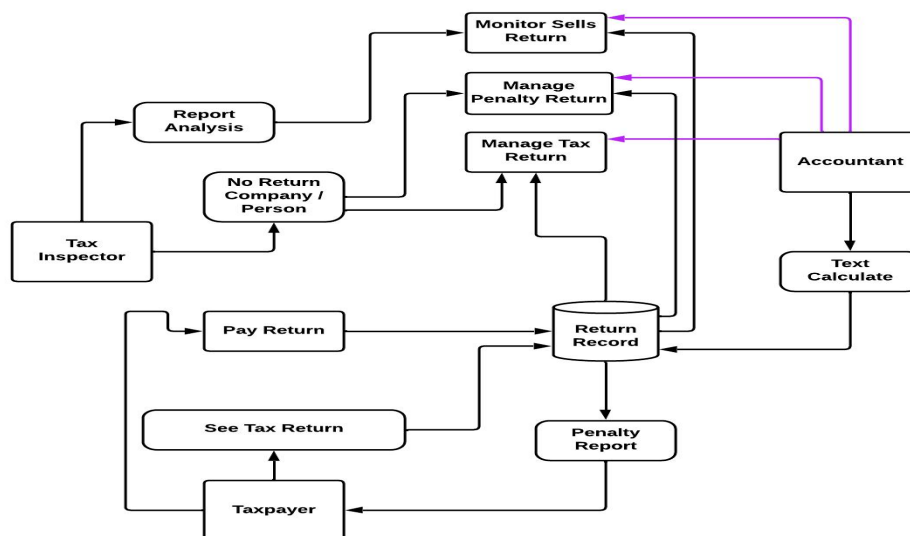 Monitor Sells
Return
Manage
Penalty Return
Report
Analysis
Manage Tax
Return
Accountant
No Return
Company /
Person
Tax
Inspector
Text
Calculate
Pay Return
Return
Record
See Tax Return
Penalty
Report
Taxpayer